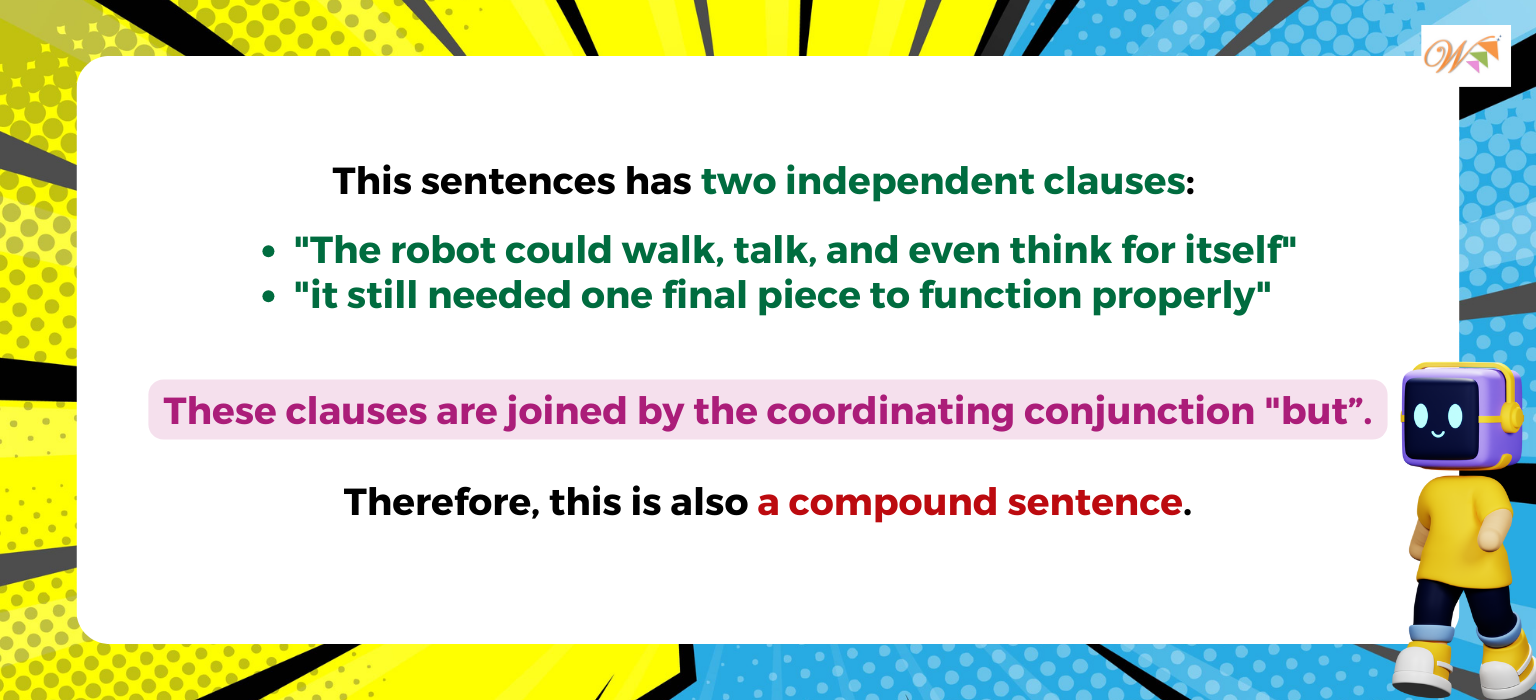 W
This sentences has two independent clauses:
• "The robot could walk, talk, and even think for itself"
• "it still needed one final piece to function properly"
These clauses are joined by the coordinating conjunction "but”.
Therefore, this is also a compound sentence.